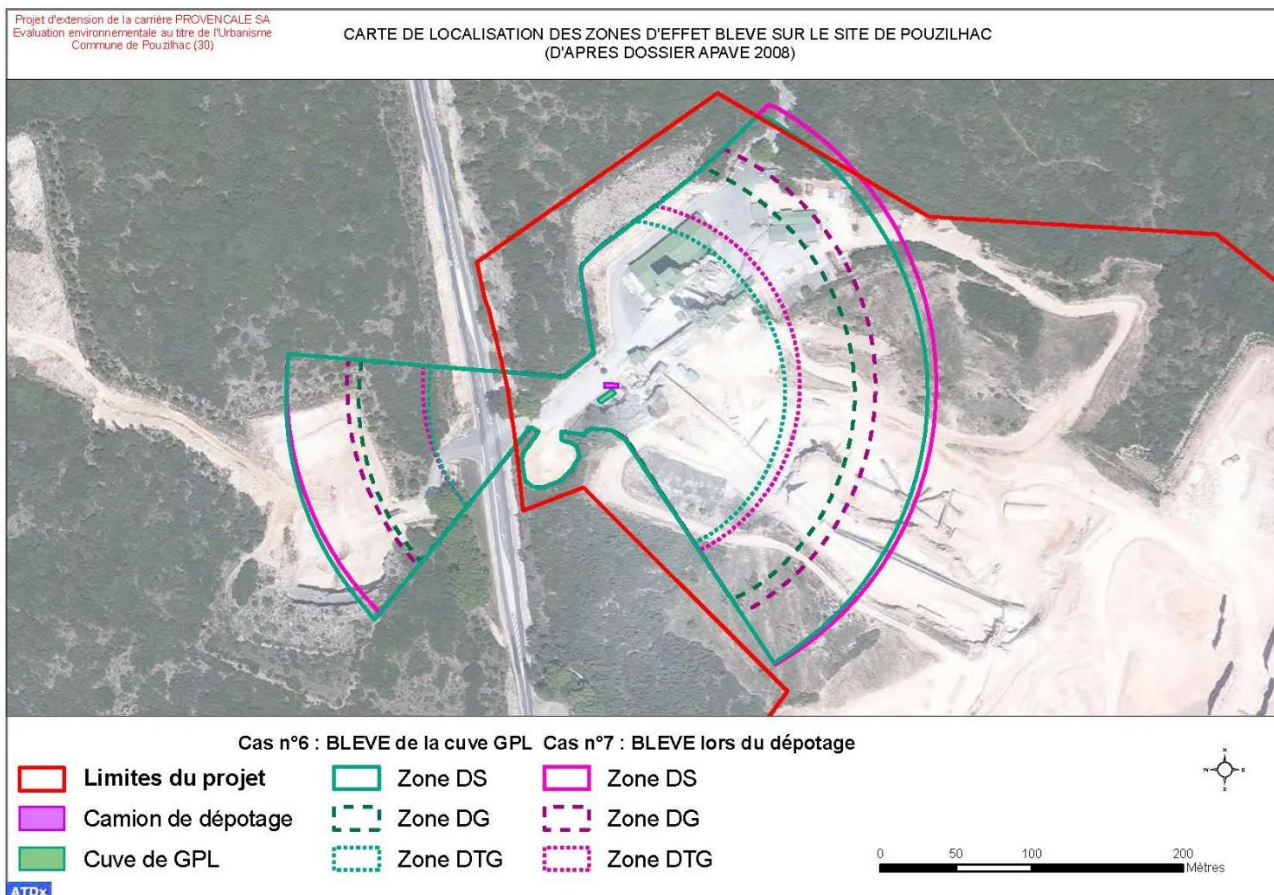 Projet d'extension de la carrière PROVENCALE SA
Evaluation environnementale au titre de l'Urbanisme
Commune de Pouzilhac (30)
CARTE DE LOCALISATION DES ZONES D'EFFET BLEVE SUR LE SITE DE POUZILHAC
(D'APRES DOSSIER APAVE 2008)
Cas n°6 : BLEVE de la cuve GPL Cas n°7 : BLEVE lors du dépotage
Limites du projet Zone DS Zone DS
Camion de dépotage Zone DG Zone DG
Cuve de GPL Zone DTG Zone DTG
N
W E
S
0 50 100 200
Mètres
ATDx